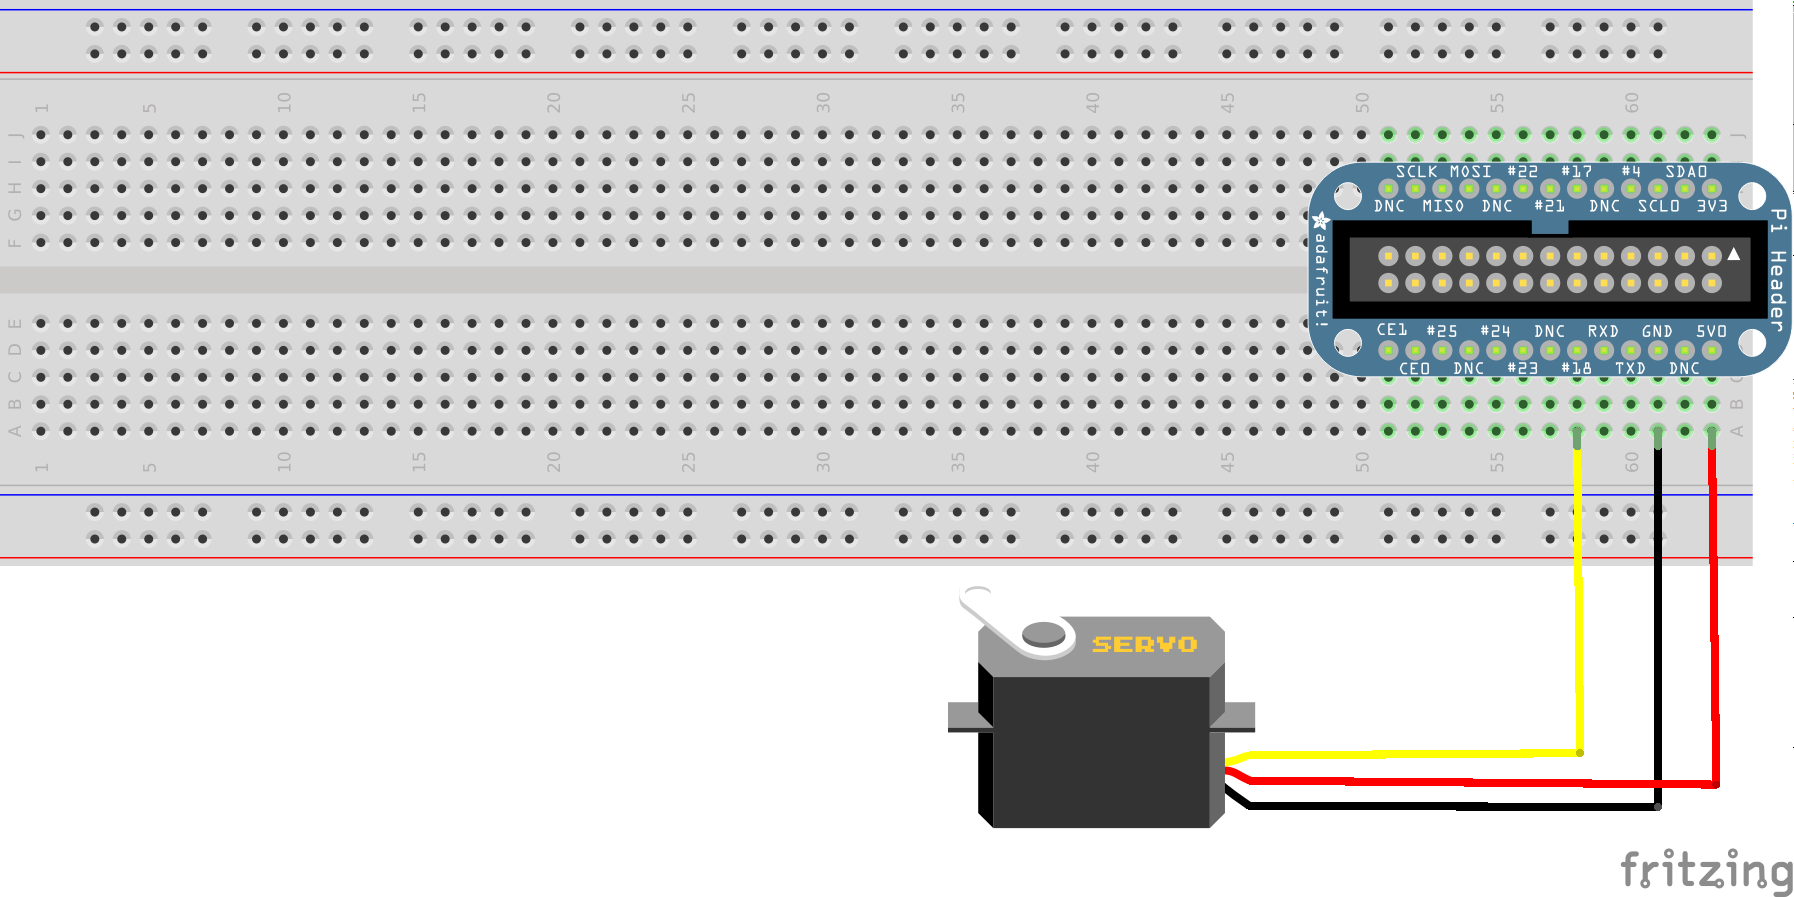 1 5 10 15 20 25 30 35 40 45 50 55 60
J J
I
H
G
F
SCLK MOSI #22 #17 #4 SDA0
DNC MISO DNC #21 DNC SCL0 3V3
adafruit!
Pi Header
CE1 #25 #24 DNC RXD GND 5V0
CE0 DNC #23 #18 TXD DNC
E
D
C
B B
A A
1 5 10 15 20 25 30 35 40 45 50 55 60
SERVO
fritzing